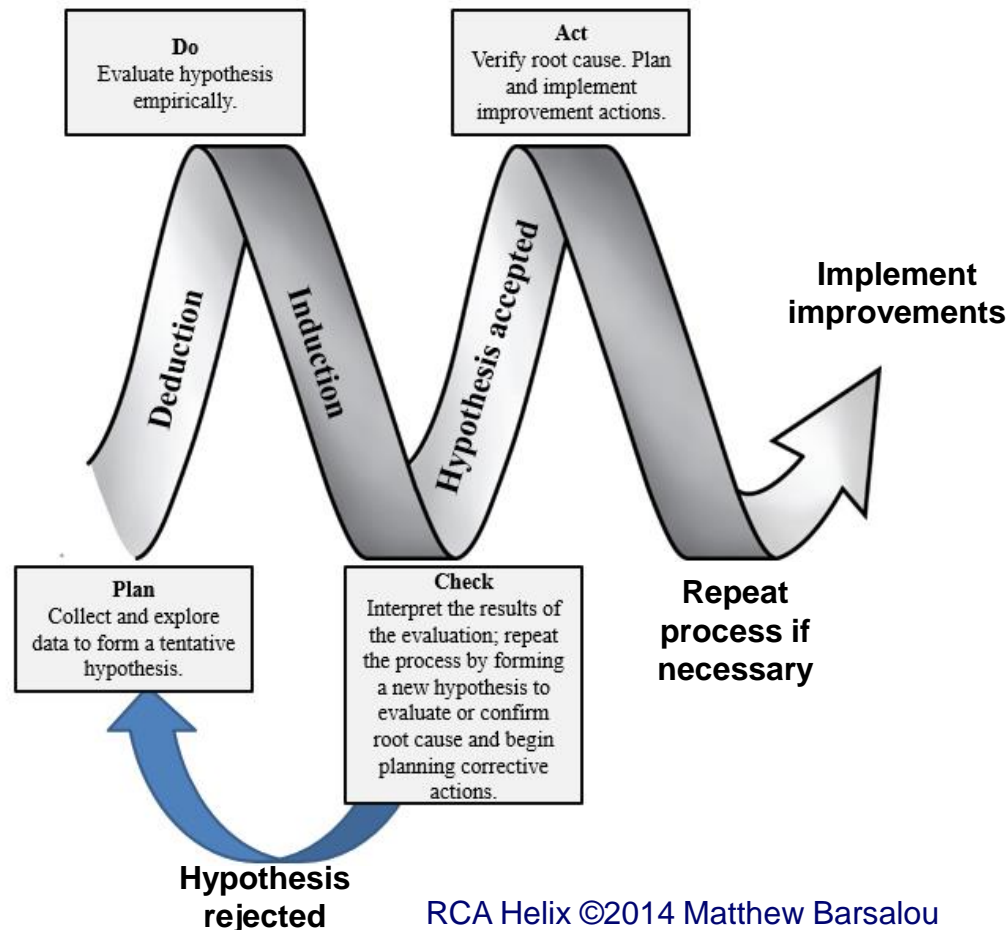 Do
Evaluate hypothesis
empirically.
Act
Verify root cause. Plan
and implement
improvement actions.
Deduction
Induction
Hypothesis accepted
Implement
improvements
Plan
Collect and explore
data to form a tentative
hypothesis.
Check
Interpret the results of
the evaluation; repeat
the process by forming
a new hypothesis to
evaluate or confirm
root cause and begin
planning corrective
actions.
Repeat
process if
necessary
Hypothesis
rejected
RCA Helix ©2014 Matthew Barsalou